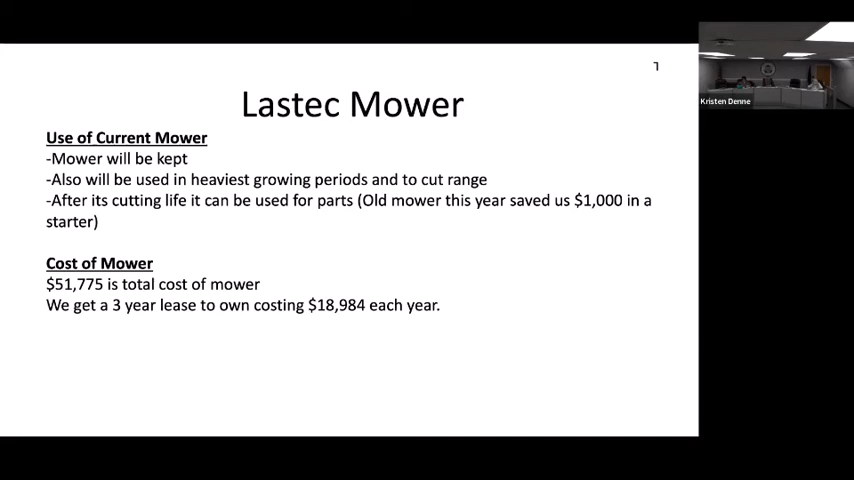 Lastec Mower
Use of Current Mower
-Mower will be kept
-Also will be used in heaviest growing periods and to cut range
-After its cutting life it can be used for parts (Old mower this year saved us $1,000 in a
starter)
Cost of Mower
$51,775 is total cost of mower
We get a 3 year lease to own costing $18,984 each year.
Kristen Denne